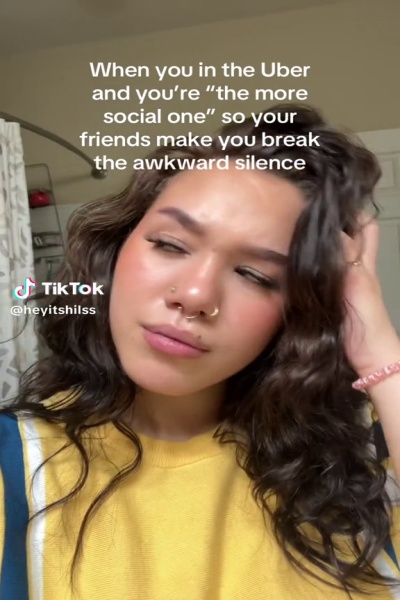 When you in the Uber
and you're “the more
social one” so your
friends make you break
the awkward silence
TikTok
@heyitshilss